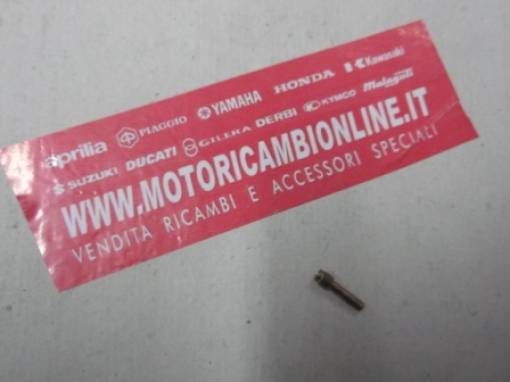 aprilia PIAGGIO YAMAHA HONDA Kawasaki
SUZUKI DUCATI GILERA DERBI KYMCO Malaguti
WWW.MOTORICAMBIONLINE.IT
VENDITA RICAMBI E ACCESSORI SPECIALI